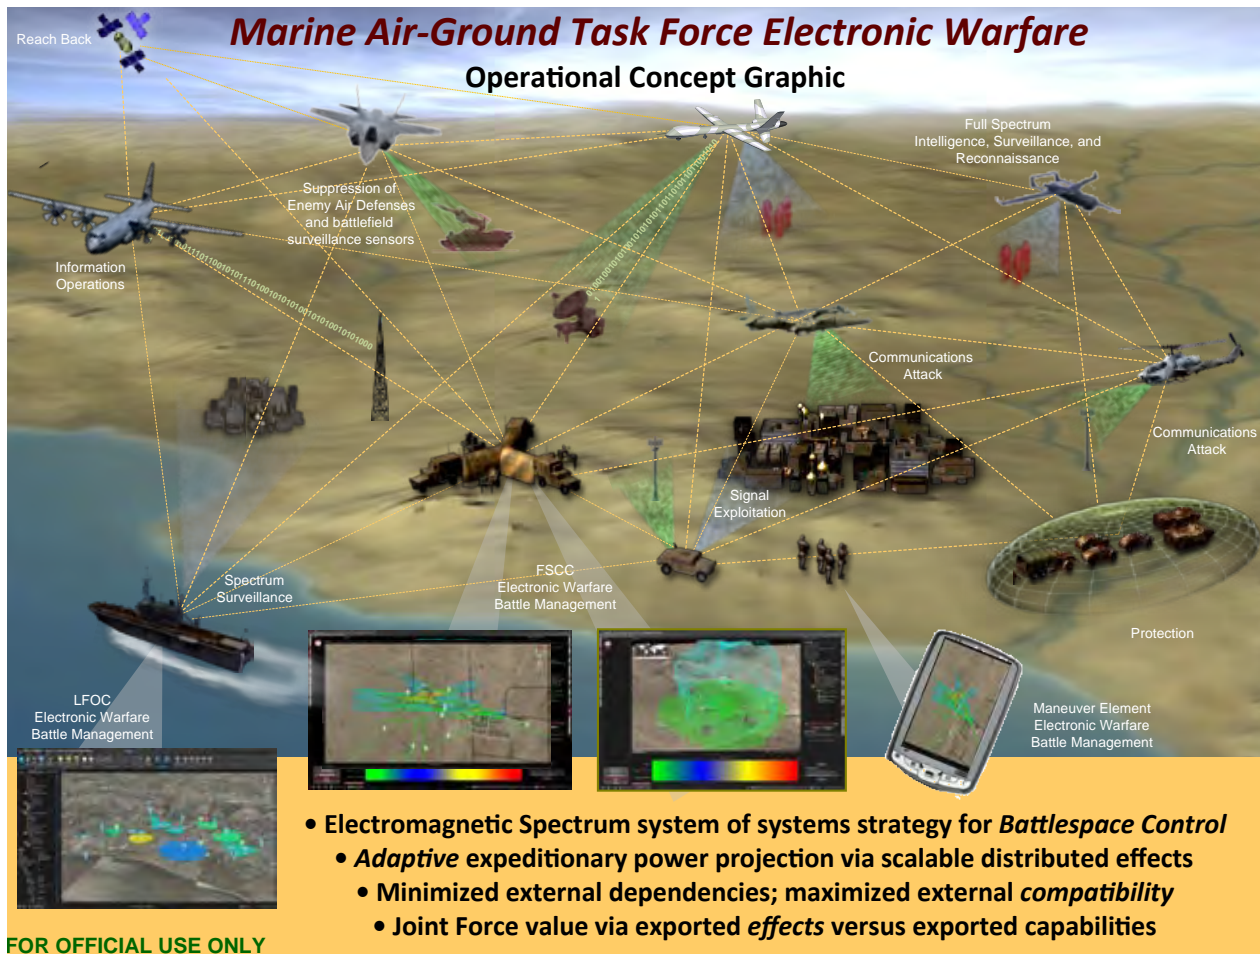 Marine Air-Ground Task Force Electronic Warfare
Operational Concept Graphic
Reach Back
Full Spectrum
Intelligence, Surveillance, and
Reconnaissance
Suppression of
Enemy Air Defenses
and battlefield
surveillance sensors
Information
Operations
Communications
Attack
Communications
Attack
Signal
Exploitation
Spectrum
Surveillance
FSCC
Electronic Warfare
Battle Management
Protection
LFOC
Electronic Warfare
Battle Management
Maneuver Element
Electronic Warfare
Battle Management
• Electromagnetic Spectrum system of systems strategy for Battlespace Control
• Adaptive expeditionary power projection via scalable distributed effects
• Minimized external dependencies; maximized external compatibility
• Joint Force value via exported effects versus exported capabilities
FOR OFFICIAL USE ONLY